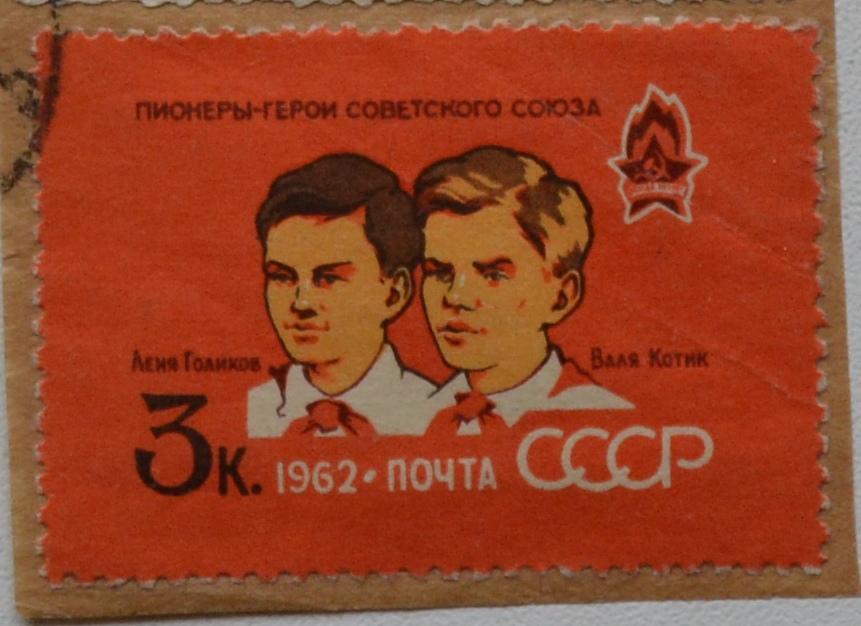 ПИОНЕРЫ-ГЕРОИ СОВЕТСКОГО СОЮЗА
Леня Голиков
Валя Котик
3к. 1962 • ПОЧТА СССР